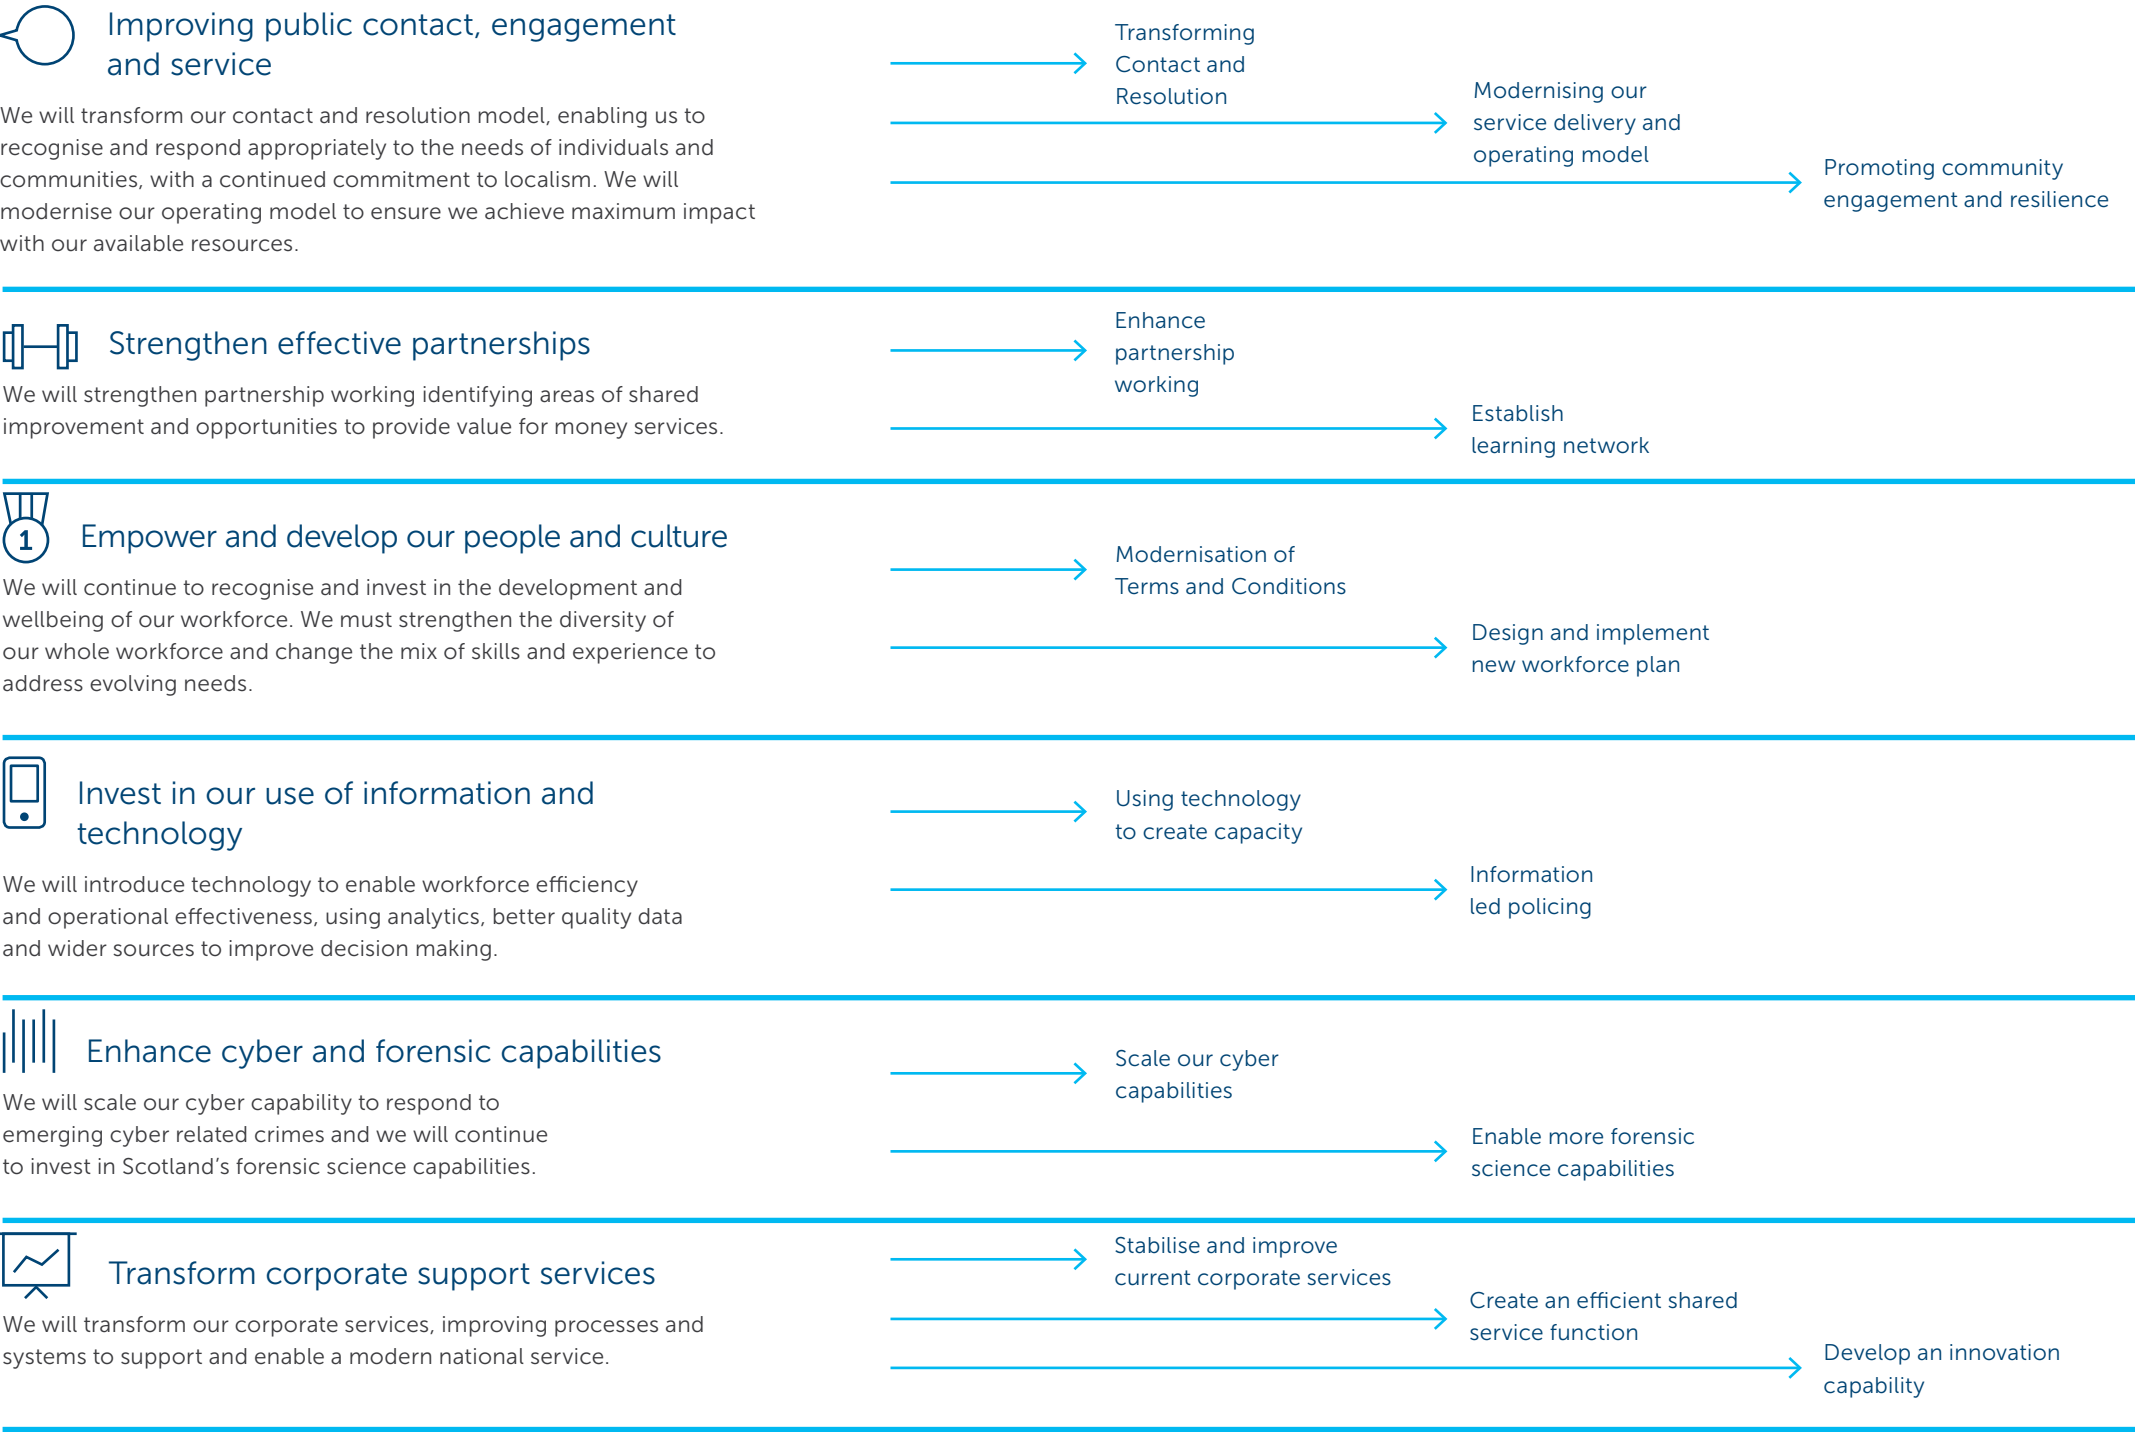 Improving public contact, engagement
and service
We will transform our contact and resolution model, enabling us to
recognise and respond appropriately to the needs of individuals and
communities, with a continued commitment to localism. We will
modernise our operating model to ensure we achieve maximum impact
with our available resources.
Transforming
Contact and
Resolution
Modernising our
service delivery and
operating model
Promoting community
engagement and resilience
Strengthen effective partnerships
We will strengthen partnership working identifying areas of shared
improvement and opportunities to provide value for money services.
Enhance
partnership
working
Establish
learning network
1
Empower and develop our people and culture
We will continue to recognise and invest in the development and
wellbeing of our workforce. We must strengthen the diversity of
our whole workforce and change the mix of skills and experience to
address evolving needs.
Modernisation of
Terms and Conditions
Design and implement
new workforce plan
Invest in our use of information and
technology
We will introduce technology to enable workforce efficiency
and operational effectiveness, using analytics, better quality data
and wider sources to improve decision making.
Using technology
to create capacity
Information
led policing
Enhance cyber and forensic capabilities
We will scale our cyber capability to respond to
emerging cyber related crimes and we will continue
to invest in Scotland's forensic science capabilities.
Scale our cyber
capabilities
Enable more forensic
science capabilities
Transform corporate support services
We will transform our corporate services, improving processes and
systems to support and enable a modern national service.
Stabilise and improve
current corporate services
Create an efficient shared
service function
Develop an innovation
capability